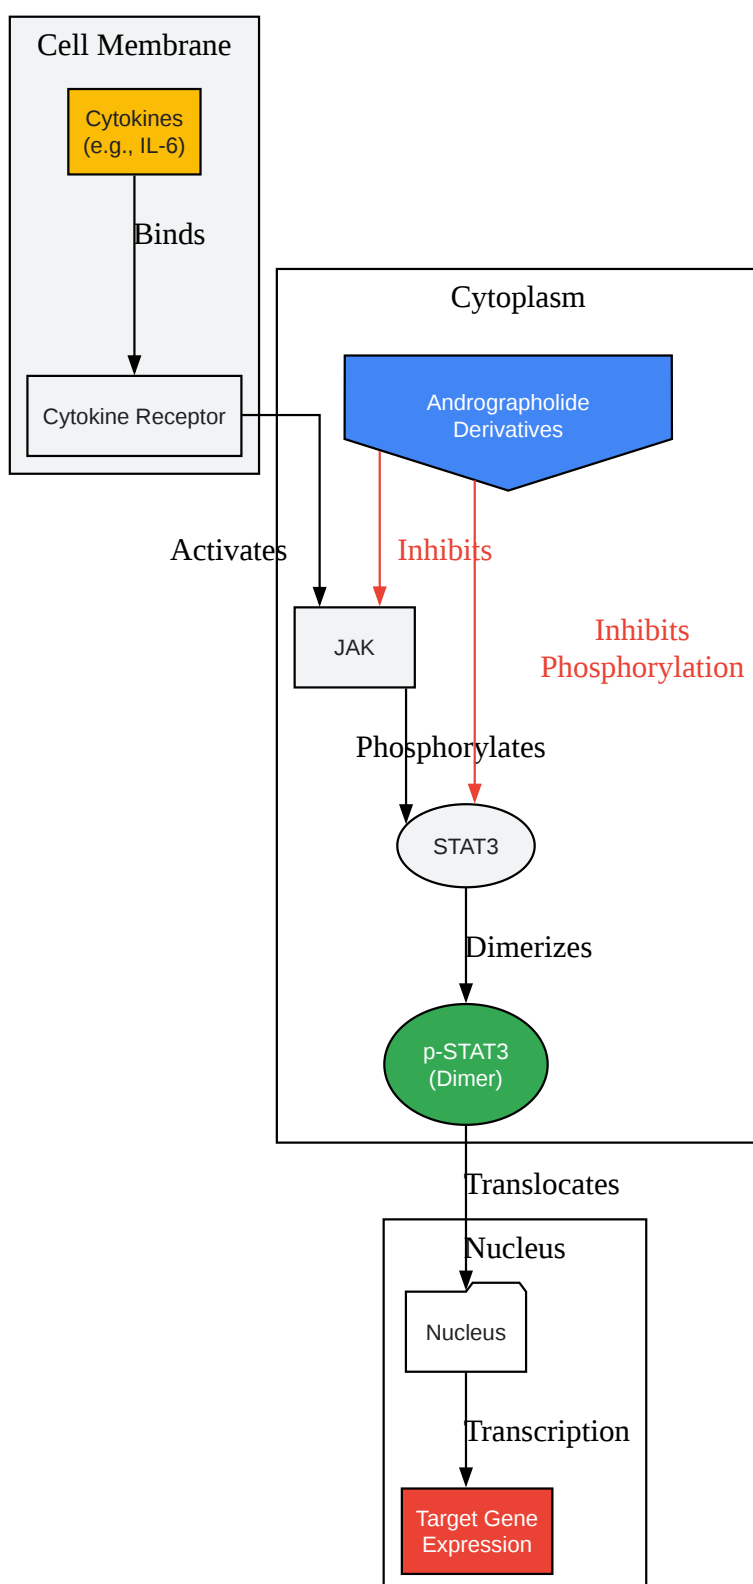 Cell Membrane
Cytokines
(e.g., IL-6)
Binds
Cytokine Receptor
Cytoplasm
Andrographolide
Derivatives
Activates
Inhibits
JAK
Inhibits
Phosphorylation
Phosphorylates
STAT3
Dimerizes
p-STAT3
(Dimer)
Translocates
Nucleus
Nucleus
Transcription
Target Gene
Expression